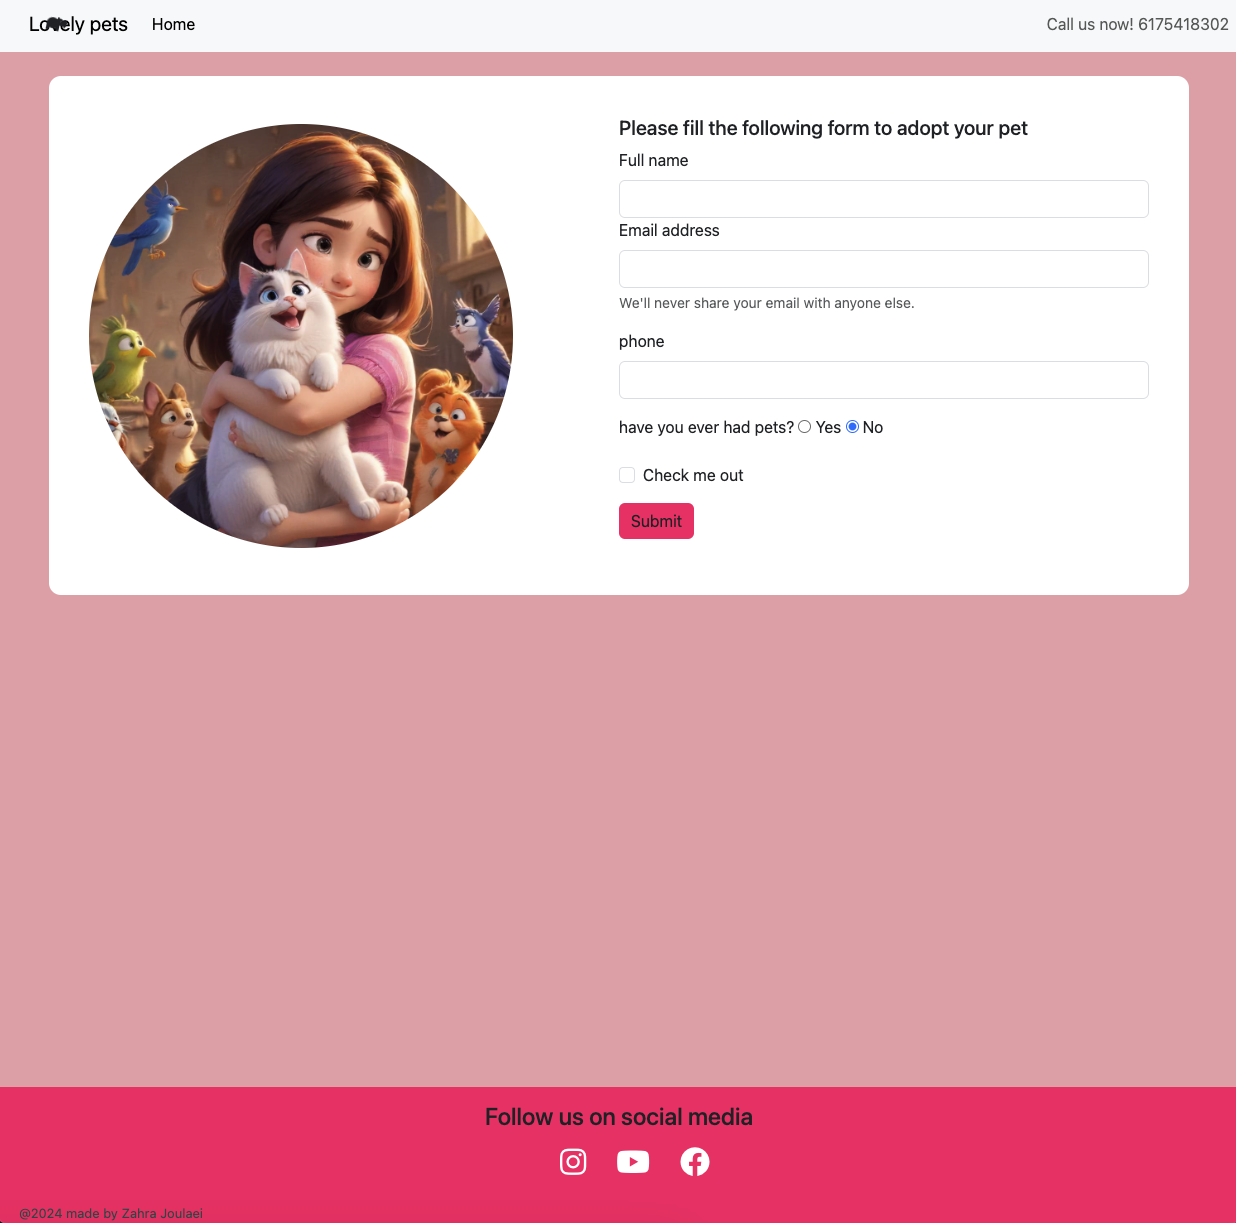 Lovely pets Home Call us now! 6175418302
Please fill the following form to adopt your pet
Full name
Email address
We'll never share your email with anyone else.
phone
have you ever had pets? Yes No
Check me out
Submit
Follow us on social media
@2024 made by Zahra Joulaei